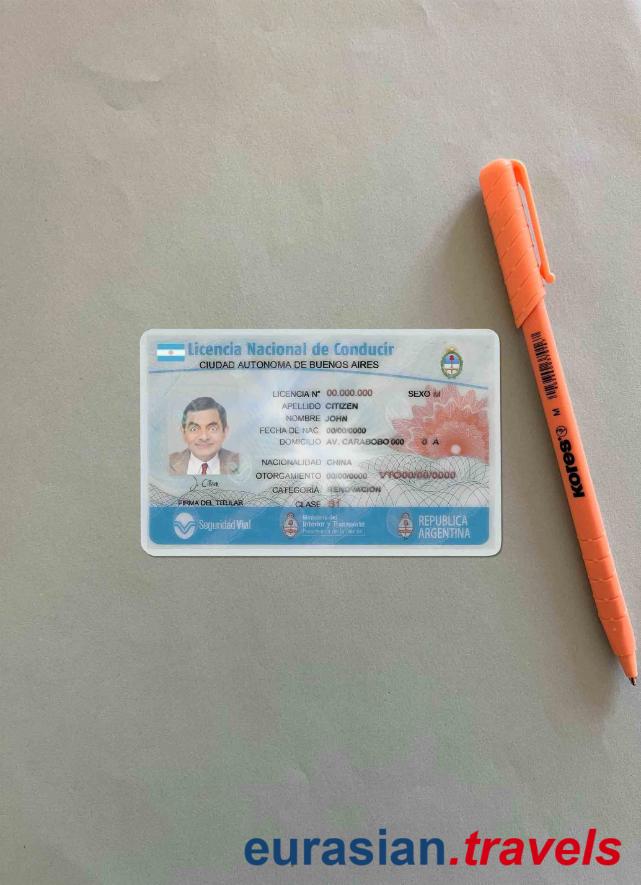 Licencia Nacional de Conducir
CIUDAD AUTONOMA DE BUENOS AIRES
LICENCIA N° 00.000.000 SEXO M
APELLIDO CITIZEN
NOMBRE JOHN
FECHA DE NAC 00/00/0000
DOMICILIO AV. CARABOBO 000 0 A
NACIONALIDAD CHINA
OTORGAMIENTO 00/00/0000 VTO00/00/0000
CATEGORIA RENOVACION
FIRMA DEL TITULAR
CLASE B1
Seguridad Vial
Ministerio del
Interior y Transporte
REPUBLICA
ARGENTINA
kores
M
eurasian.travels